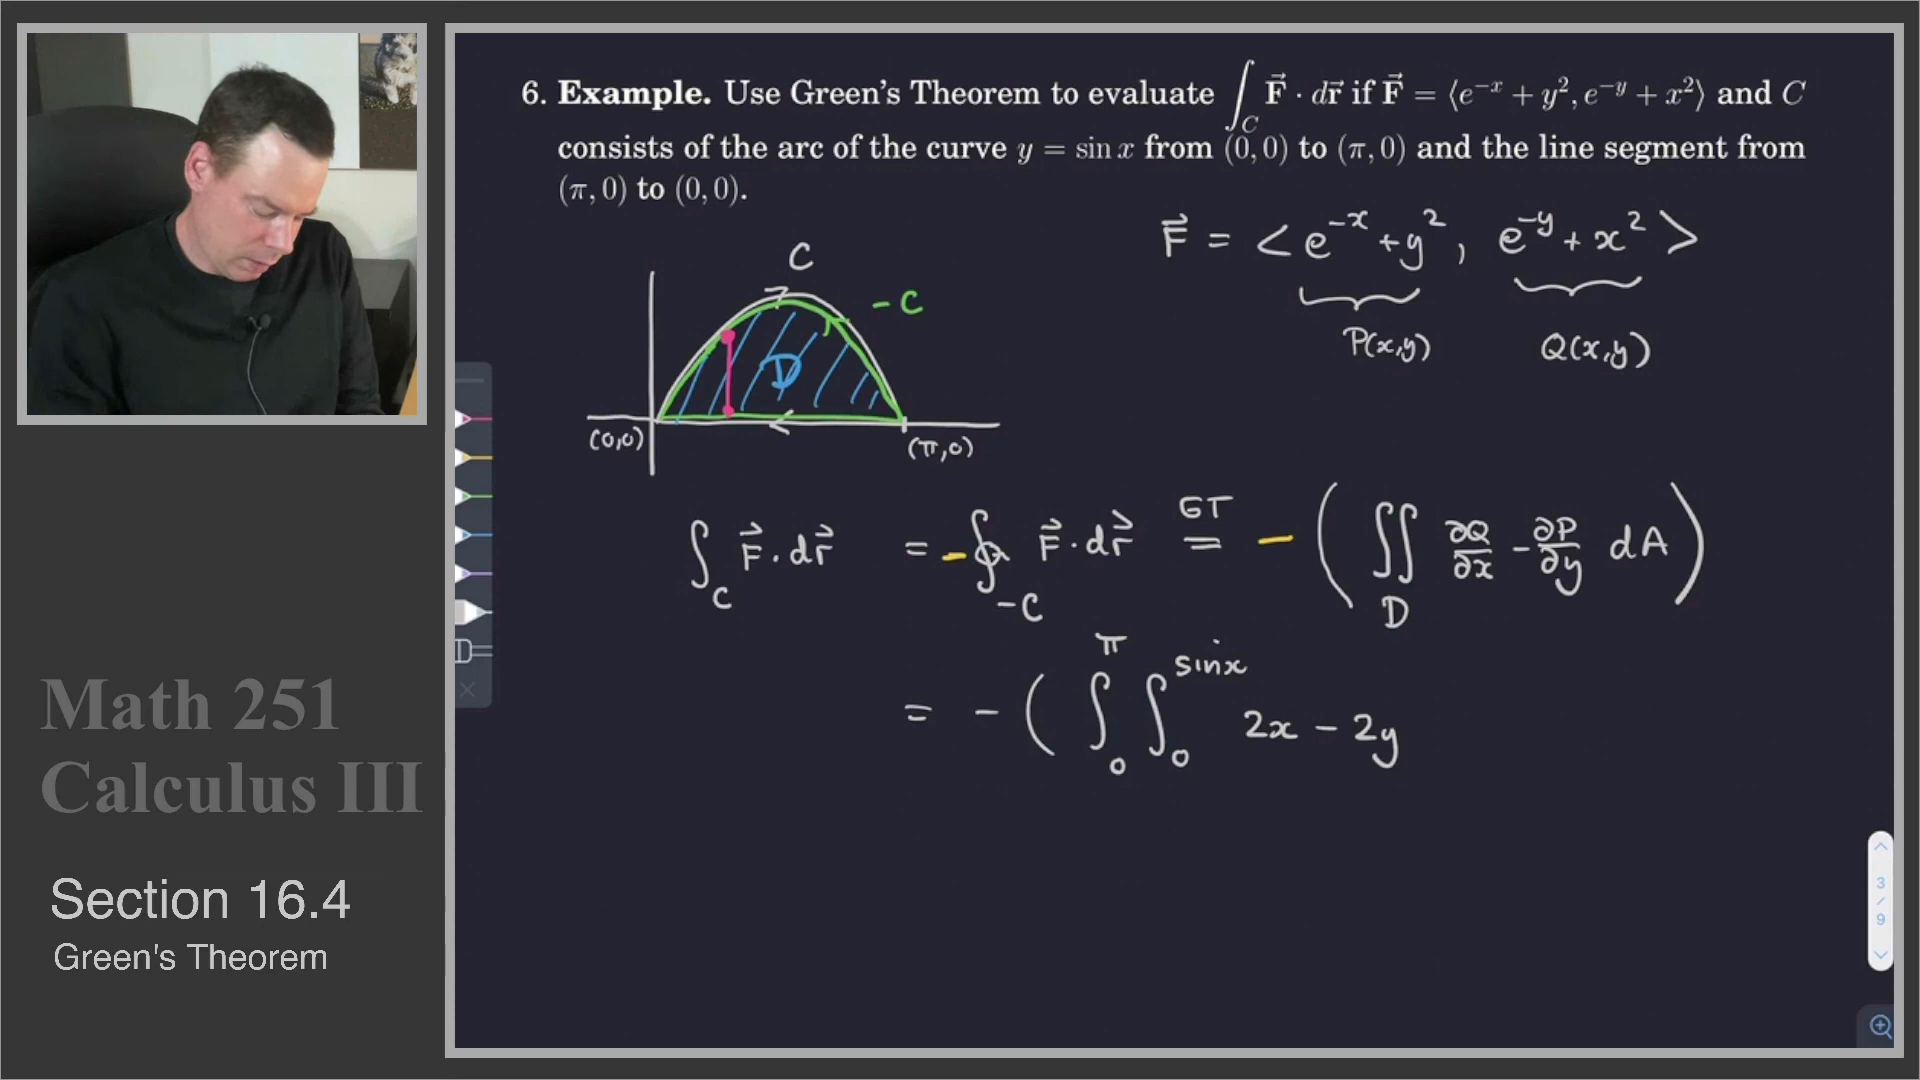 6. Example. Use Green's Theorem to evaluate ∫_C F⃗ · dr⃗ if F⃗ = ⟨e^{−x} + y², e^{−y} + x²⟩ and C
consists of the arc of the curve y = sin x from (0, 0) to (π, 0) and the line segment from
(π, 0) to (0, 0).
F⃗ = < e^{-x} + y², e^{-y} + x² >
P(x,y) Q(x,y)
C
-C
D
(0,0) (π,0)
∫_C F⃗ · dr⃗ = -∮_{-C} F⃗ · dr⃗ GT = - ( ∬_D ∂Q/∂x - ∂P/∂y dA )
= - ( ∫_0^π ∫_0^{sinx} 2x - 2y
Math 251
Calculus III
Section 16.4
Green's Theorem
3
/
9